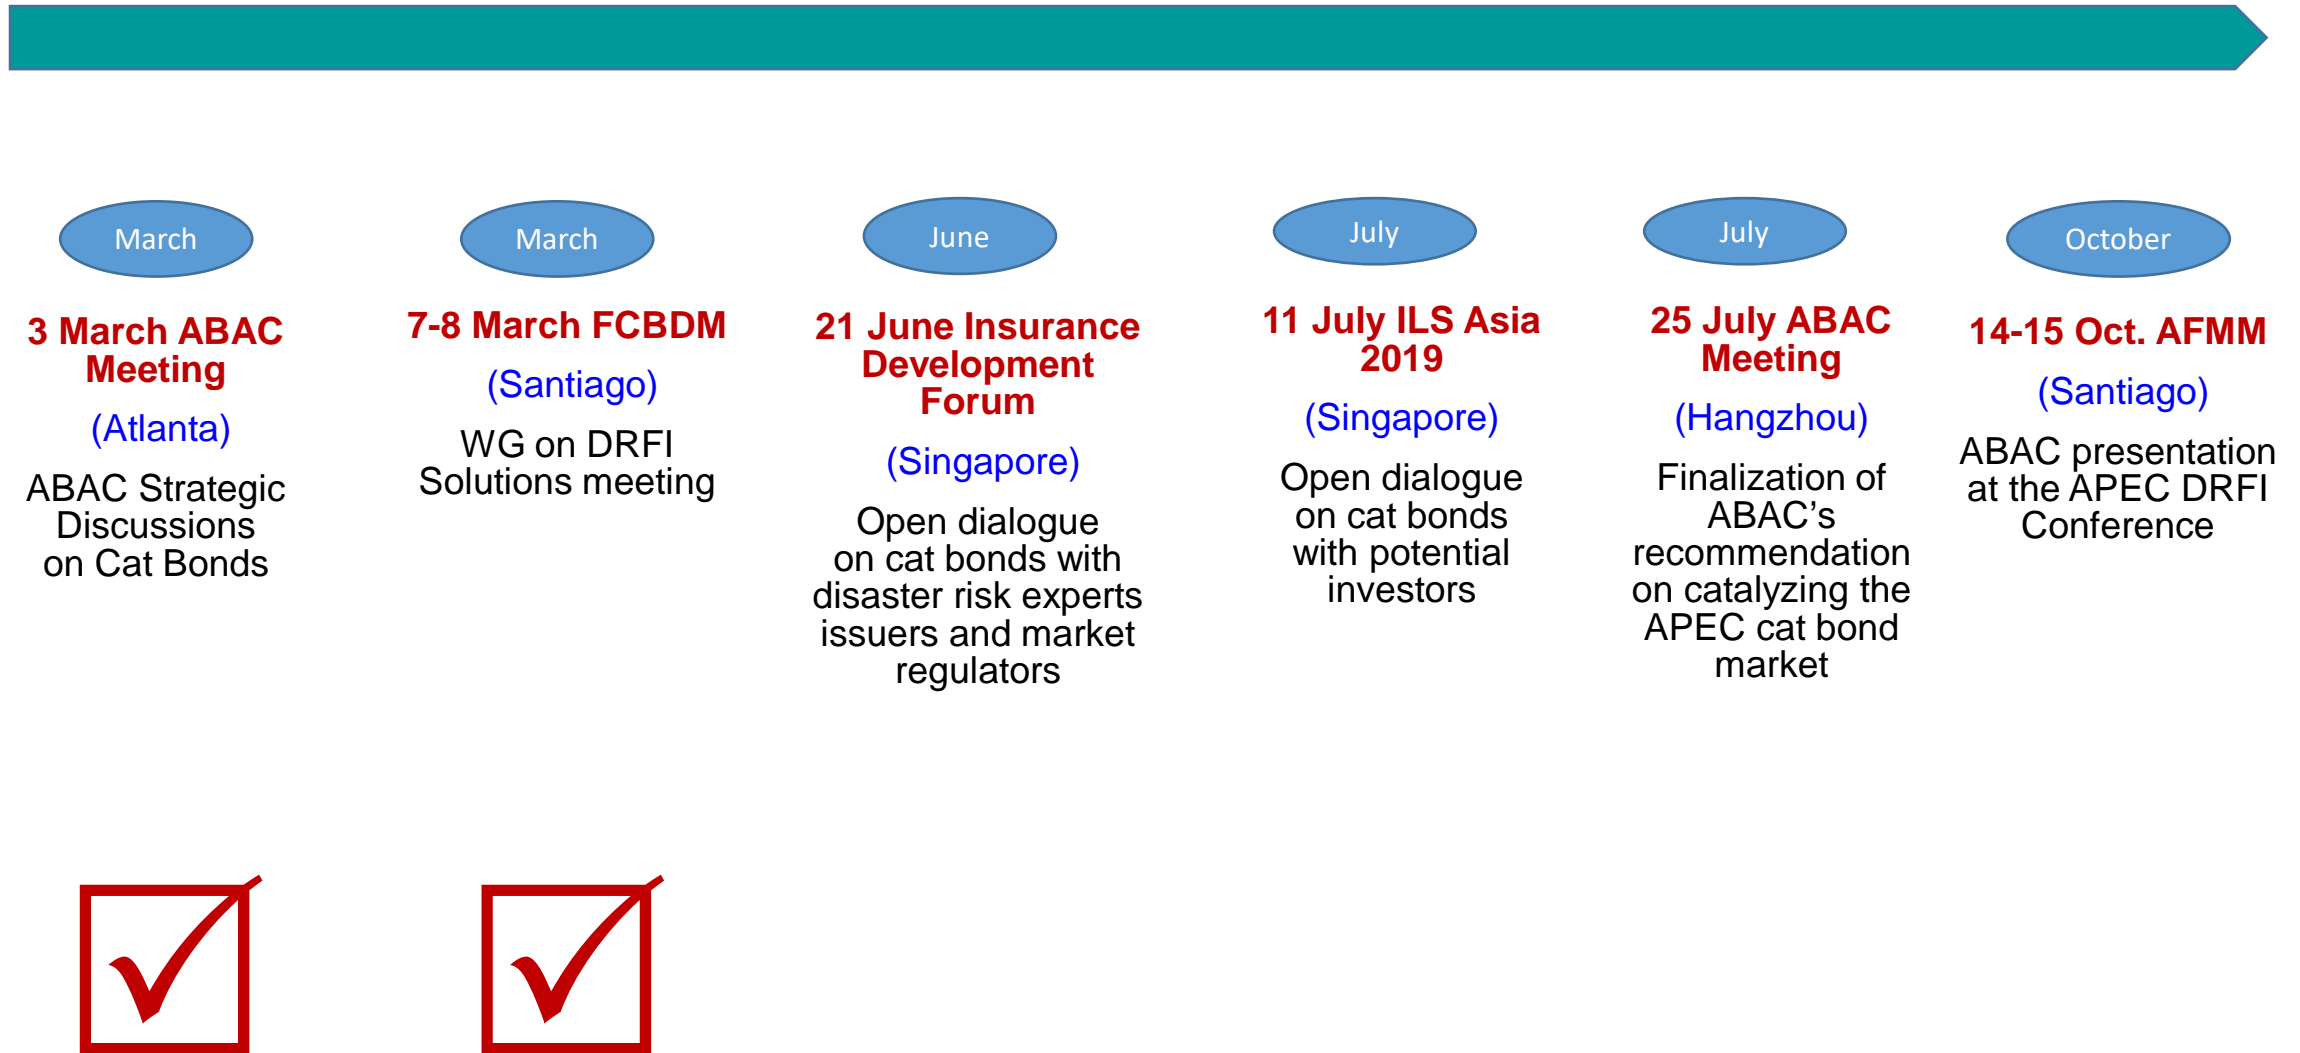 March
3 March ABAC
Meeting
(Atlanta)
ABAC Strategic
Discussions
on Cat Bonds
March
7-8 March FCBDM
(Santiago)
WG on DRFI
Solutions meeting
June
21 June Insurance
Development
Forum
(Singapore)
Open dialogue
on cat bonds with
disaster risk experts
issuers and market
regulators
July
11 July ILS Asia
2019
(Singapore)
Open dialogue
on cat bonds
with potential
investors
July
25 July ABAC
Meeting
(Hangzhou)
Finalization of
ABAC’s
recommendation
on catalyzing the
APEC cat bond
market
October
14-15 Oct. AFMM
(Santiago)
ABAC presentation
at the APEC DRFI
Conference